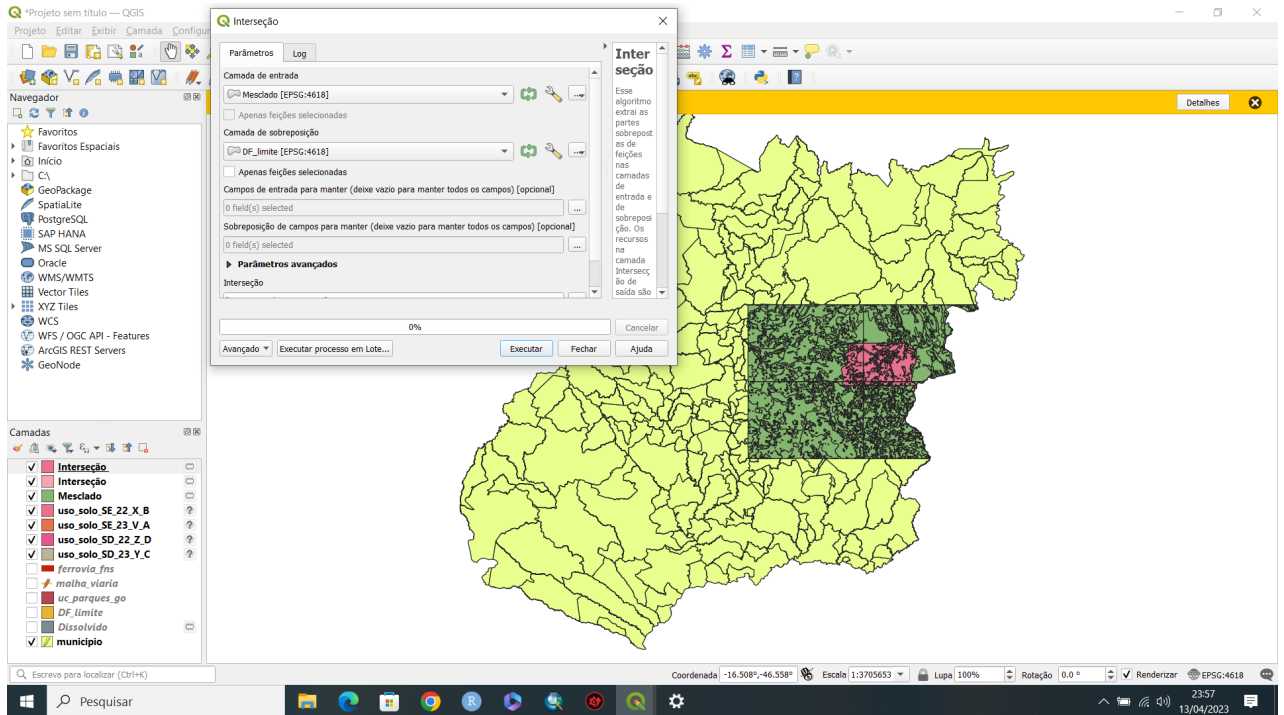 *Projeto sem título — QGIS
Projeto Editar Exibir Camada Configur
Interseção
Parâmetros
Log
Camada de entrada
Mesclado [EPSG:4618]
Apenas feições selecionadas
Camada de sobreposição
DF_limite [EPSG:4618]
Apenas feições selecionadas
Campos de entrada para manter (deixe vazio para manter todos os campos) [opcional]
0 field(s) selected
...
Sobreposição de campos para manter (deixe vazio para manter todos os campos) [opcional]
0 field(s) selected
...
Parâmetros avançados
Interseção
Inter
seção
Esse
algoritmo
extrai as
partes
sobrepost
as de
feições
nas
camadas
de
entrada e
de
sobreposi
ção. Os
recursos
na
camada
Intersecç
ão de
saída são
0%
Cancelar
Avançado
Executar processo em Lote...
Executar
Fechar
Ajuda
Detalhes
Navegador
Favoritos
Favoritos Espaciais
Início
C:\
GeoPackage
SpatiaLite
PostgreSQL
SAP HANA
MS SQL Server
Oracle
WMS/WMTS
Vector Tiles
XYZ Tiles
WCS
WFS / OGC API - Features
ArcGIS REST Servers
GeoNode
Camadas
Interseção
Interseção
Mesclado
uso_solo_SE_22_X_B
uso_solo_SE_23_V_A
uso_solo_SD_22_Z_D
uso_solo_SD_23_Y_C
ferrovia_fns
malha_viaria
uc_parques_go
DF_limite
Dissolvido
municipio
Escreva para localizar (Ctrl+K)
Coordenada -16.508°,-46.558° Escala 1:3705653 Lupa 100% Rotação 0.0 ° Renderizar EPSG:4618
Pesquisar
23:57
13/04/2023